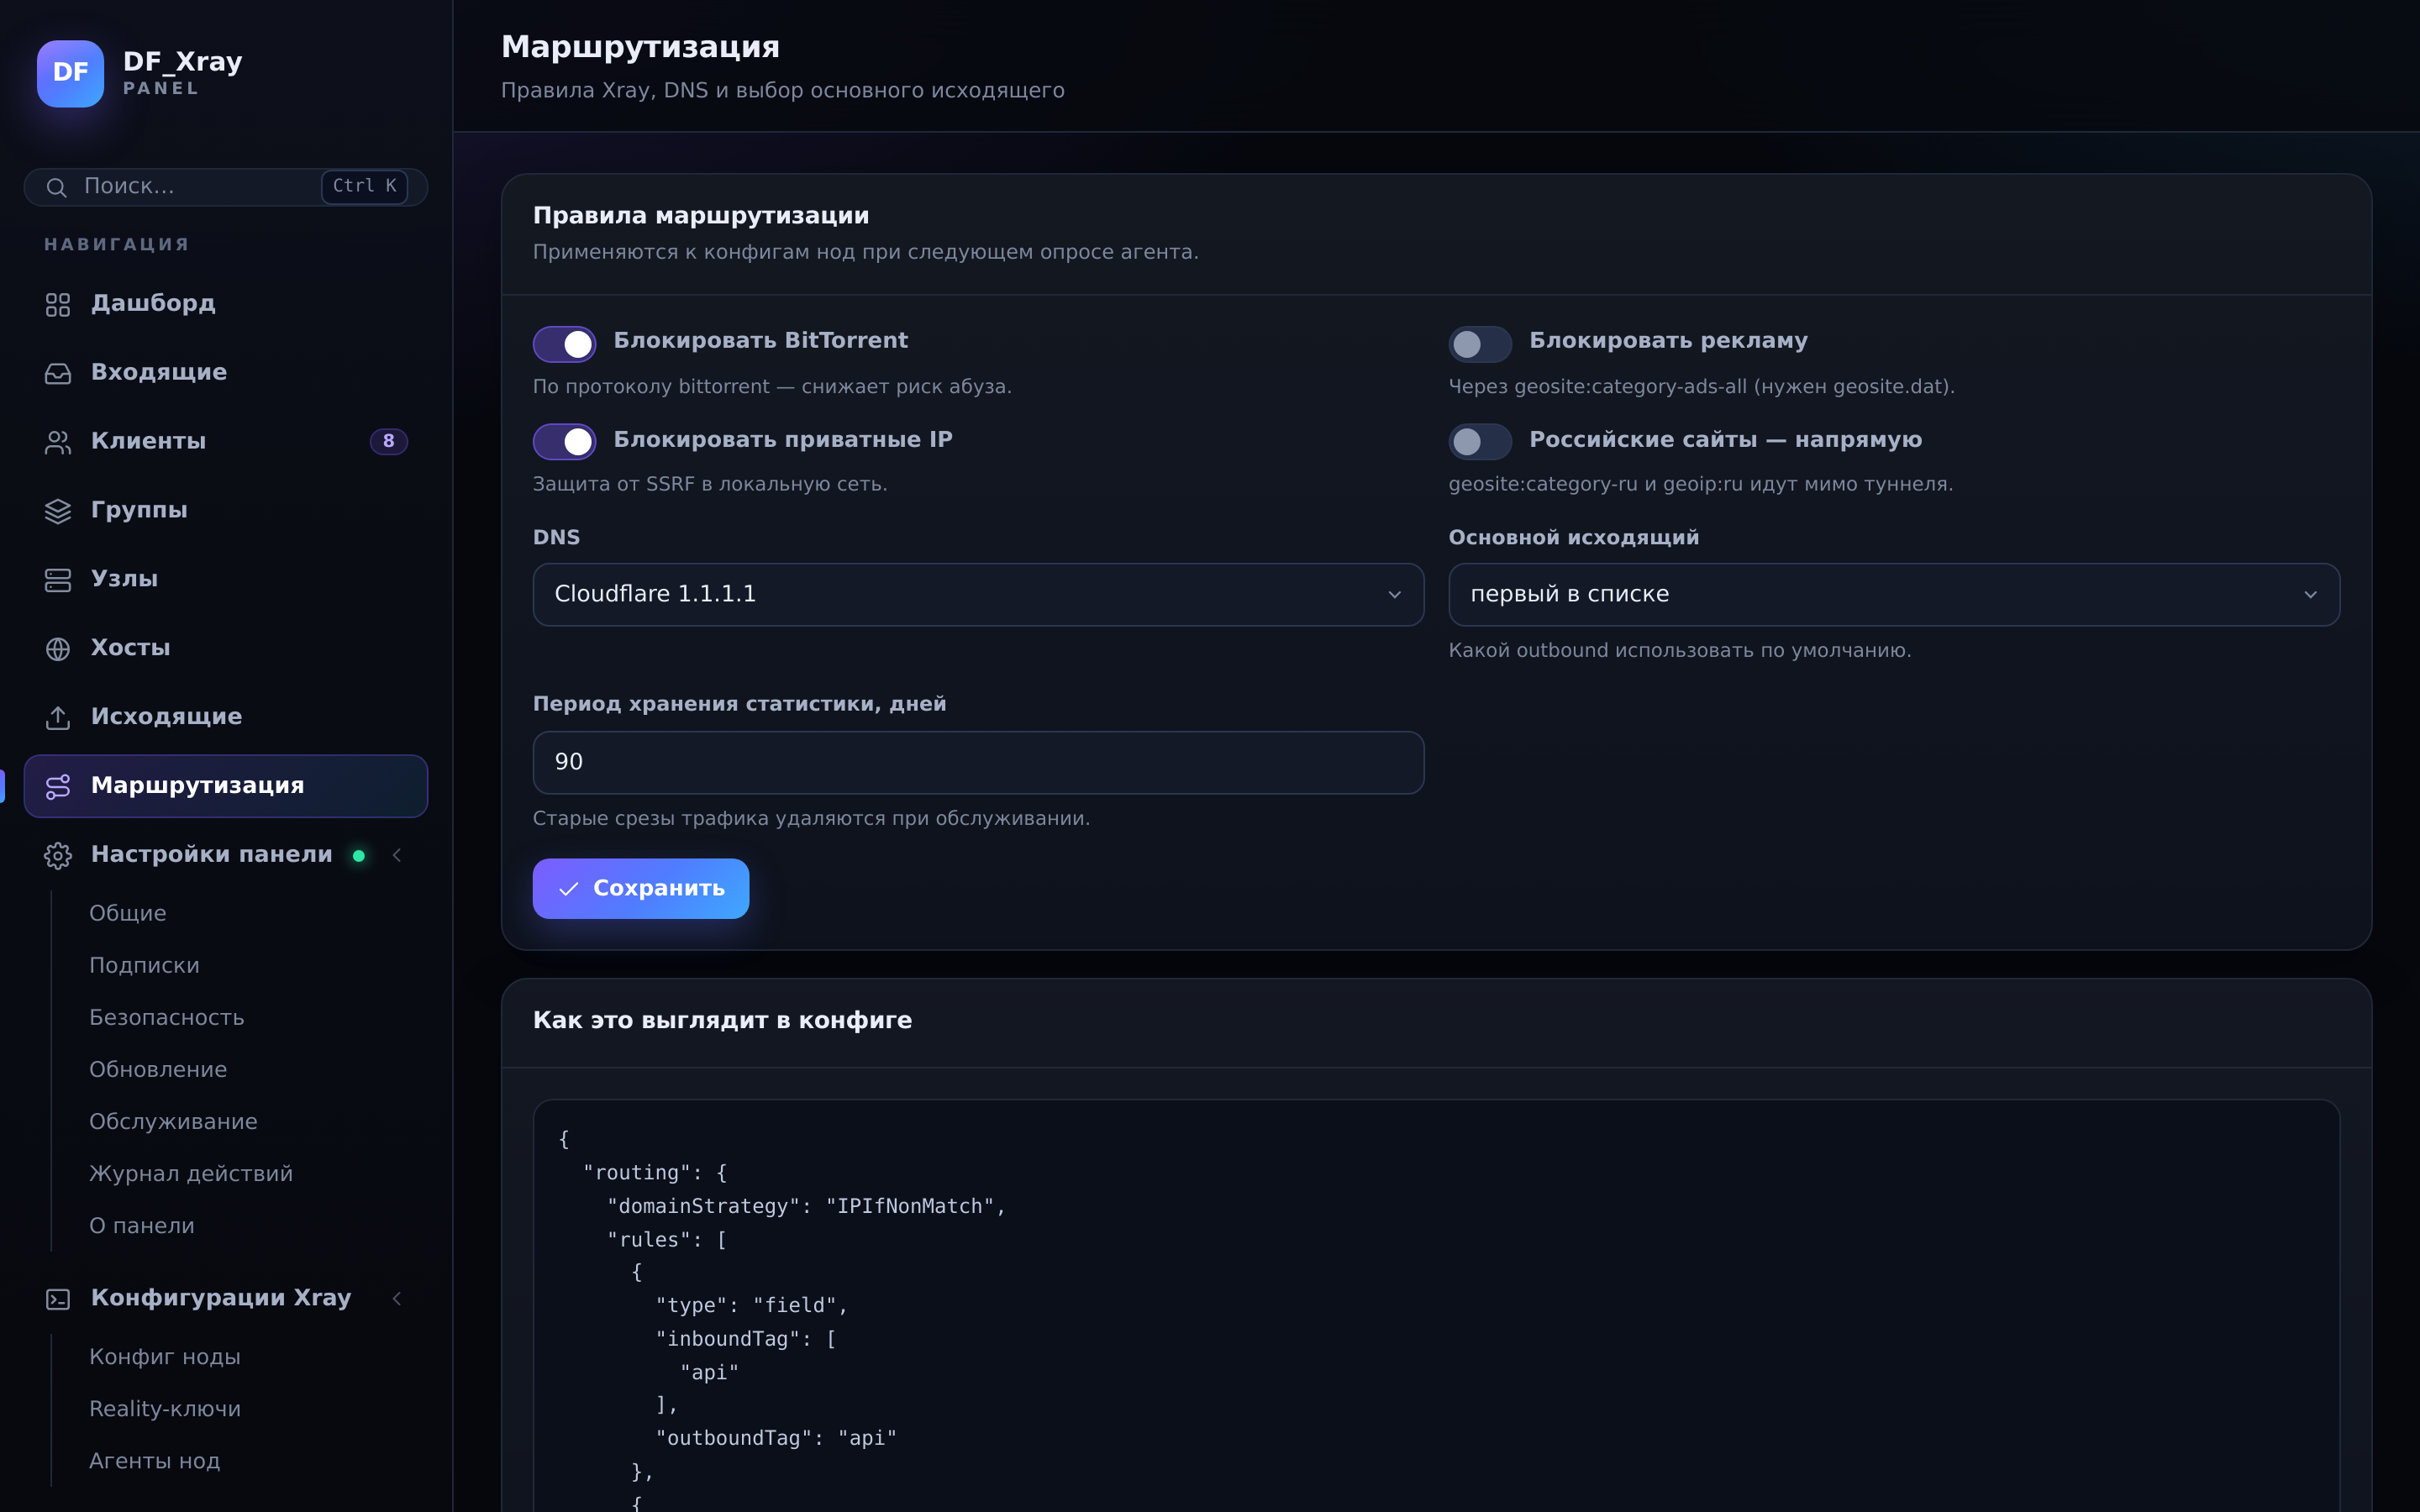 DF
DF_Xray
PANEL
Поиск...
Ctrl K
НАВИГАЦИЯ
Дашборд
Входящие
Клиенты
8
Группы
Узлы
Хосты
Исходящие
Маршрутизация
Настройки панели
Общие
Подписки
Безопасность
Обновление
Обслуживание
Журнал действий
О панели
Конфигурации Xray
Конфиг ноды
Reality-ключи
Агенты нод
Маршрутизация
Правила Xray, DNS и выбор основного исходящего
Правила маршрутизации
Применяются к конфигам нод при следующем опросе агента.
Блокировать BitTorrent
По протоколу bittorrent — снижает риск абуза.
Блокировать рекламу
Через geosite:category-ads-all (нужен geosite.dat).
Блокировать приватные IP
Защита от SSRF в локальную сеть.
Российские сайты — напрямую
geosite:category-ru и geoip:ru идут мимо туннеля.
DNS
Cloudflare 1.1.1.1
Основной исходящий
первый в списке
Какой outbound использовать по умолчанию.
Период хранения статистики, дней
90
Старые срезы трафика удаляются при обслуживании.
Сохранить
Как это выглядит в конфиге
{
"routing": {
"domainStrategy": "IPIfNonMatch",
"rules": [
{
"type": "field",
"inboundTag": [
"api"
],
"outboundTag": "api"
},
{